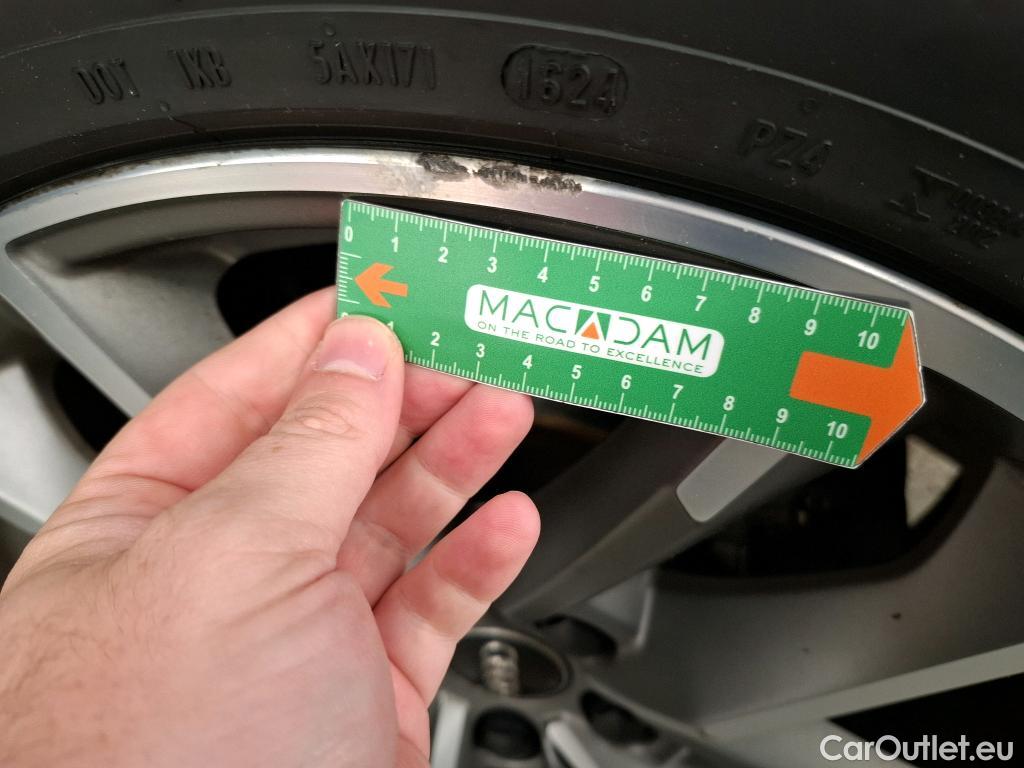 DOT 1KB 5AX171 1624
PZ4
0 1 2 3 4 5 6 7 8 9 10
MACADAM
ON THE ROAD TO EXCELLENCE
1 2 3 4 5 6 7 8 9 10
CarOutlet.eu